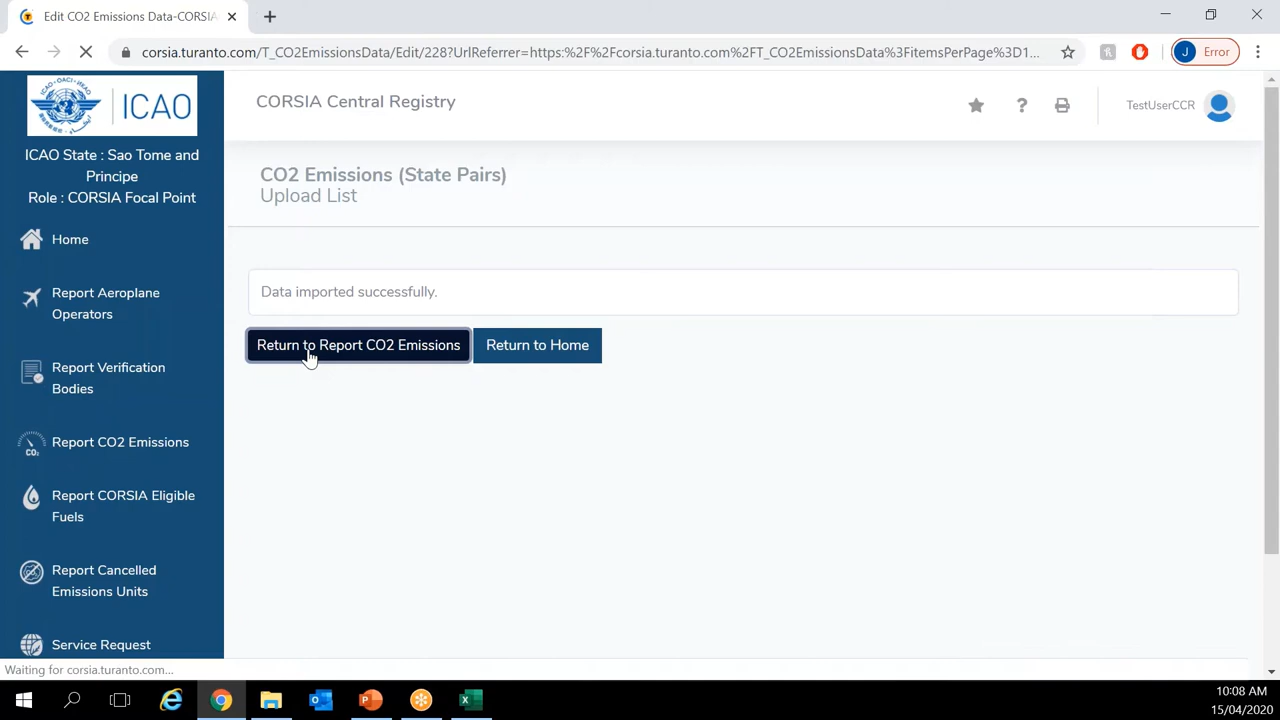 Edit CO2 Emissions Data-CORSIA
corsia.turanto.com/T_CO2EmissionsData/Edit/228?UrlReferrer=https:%2F%2Fcorsia.turanto.com%2FT_CO2EmissionsData%3FitemsPerPage%3D1...
J Error
ICAO
ICAO State : Sao Tome and
Principe
Role : CORSIA Focal Point
Home
Report Aeroplane
Operators
Report Verification
Bodies
CO₂
Report CO2 Emissions
Report CORSIA Eligible
Fuels
Report Cancelled
Emissions Units
Service Request
CORSIA Central Registry
?
TestUserCCR
CO2 Emissions (State Pairs)
Upload List
Data imported successfully.
Return to Report CO2 Emissions
Return to Home
Waiting for corsia.turanto.com...
10:08 AM
15/04/2020